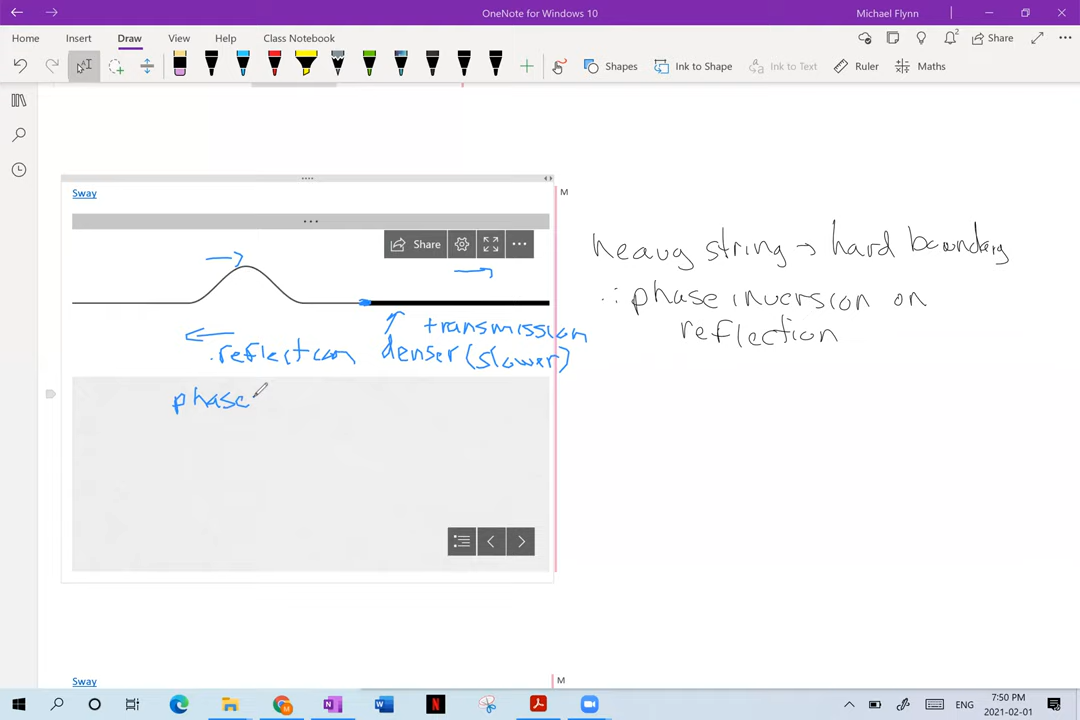 OneNote for Windows 10
Michael Flynn
Home Insert Draw View Help Class Notebook
Share
Shapes Ink to Shape Ink to Text Ruler Maths
Sway
M
Share
heavy string → hard boundary
∴ phase inversion on
reflection
transmission
reflection denser (slower)
phase
Sway
M
ENG
7:50 PM
2021-02-01